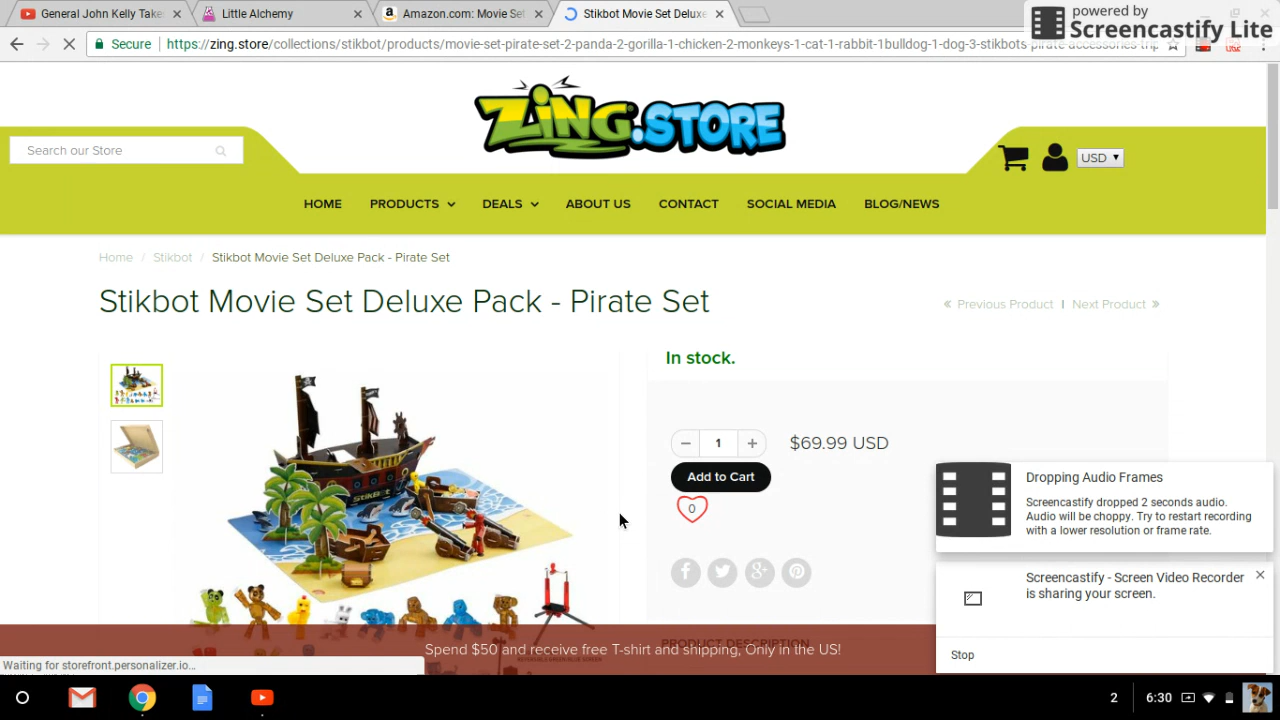 General John Kelly Take
Little Alchemy
Amazon.com: Movie Set
Stikbot Movie Set Deluxe
powered by
Screencastify Lite
Secure
https://zing.store/collections/stikbot/products/movie-set-pirate-set-2-panda-2-gorilla-1-chicken-2-monkeys-1-cat-1-rabbit-1bulldog-1-dog-3-stikbots-pirate-accessories-trip
ZING.STORE
Search our Store
USD
HOME PRODUCTS DEALS ABOUT US CONTACT SOCIAL MEDIA BLOG/NEWS
Home / Stikbot / Stikbot Movie Set Deluxe Pack - Pirate Set
Stikbot Movie Set Deluxe Pack - Pirate Set
« Previous Product | Next Product »
In stock.
− 1 + $69.99 USD
Add to Cart
0
STIKBOT
PRODUCT DESCRIPTION
Spend $50 and receive free T-shirt and shipping, Only in the US!
Dropping Audio Frames
Screencastify dropped 2 seconds audio.
Audio will be choppy. Try to restart recording
with a lower resolution or frame rate.
Screencastify - Screen Video Recorder
is sharing your screen.
Stop
Waiting for storefront.personalizer.io...
2 6:30